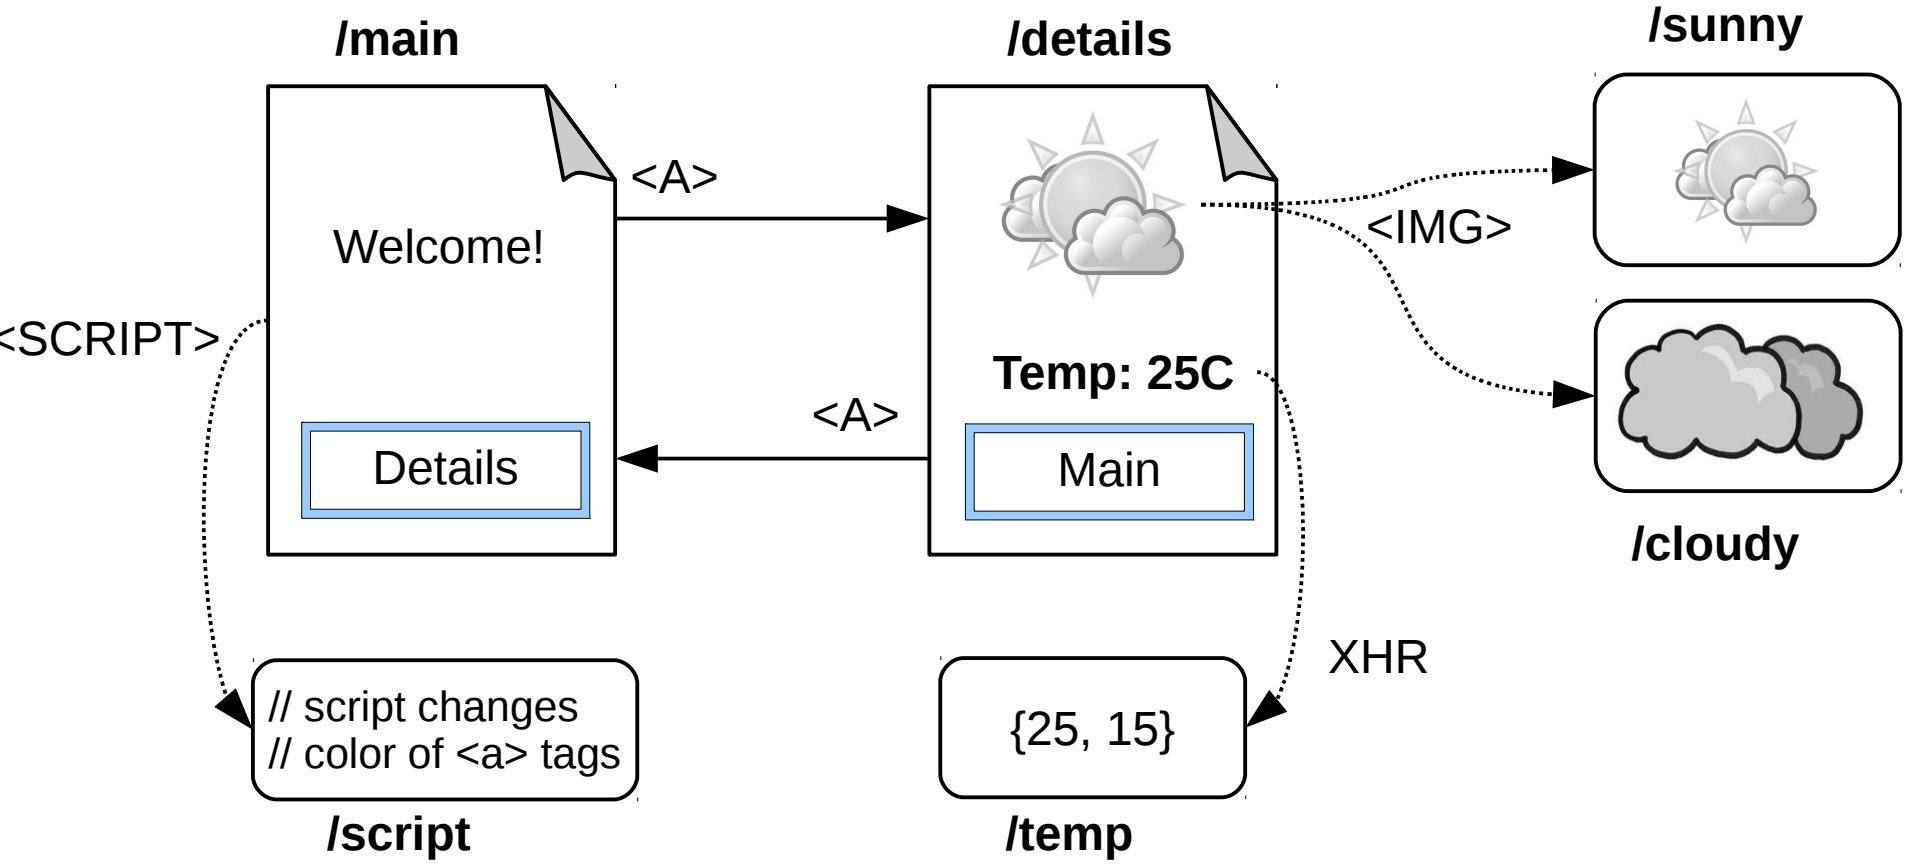 /main
/details
/sunny
<A>
Welcome!
<IMG>
<SCRIPT>
Temp: 25C
<A>
Details
Main
/cloudy
XHR
// script changes
// color of <a> tags
{25, 15}
/script
/temp